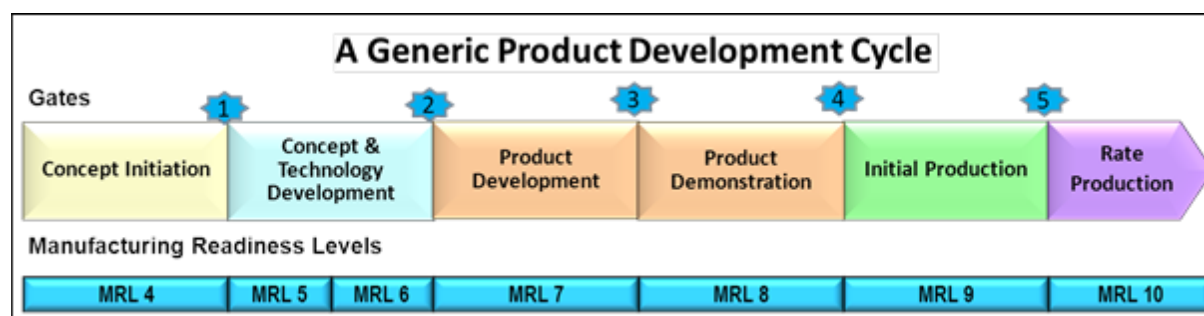 A Generic Product Development Cycle
Gates
1 2 3 4 5
Concept Initiation
Concept &
Technology
Development
Product
Development
Product
Demonstration
Initial Production
Rate
Production
Manufacturing Readiness Levels
MRL 4 MRL 5 MRL 6 MRL 7 MRL 8 MRL 9 MRL 10